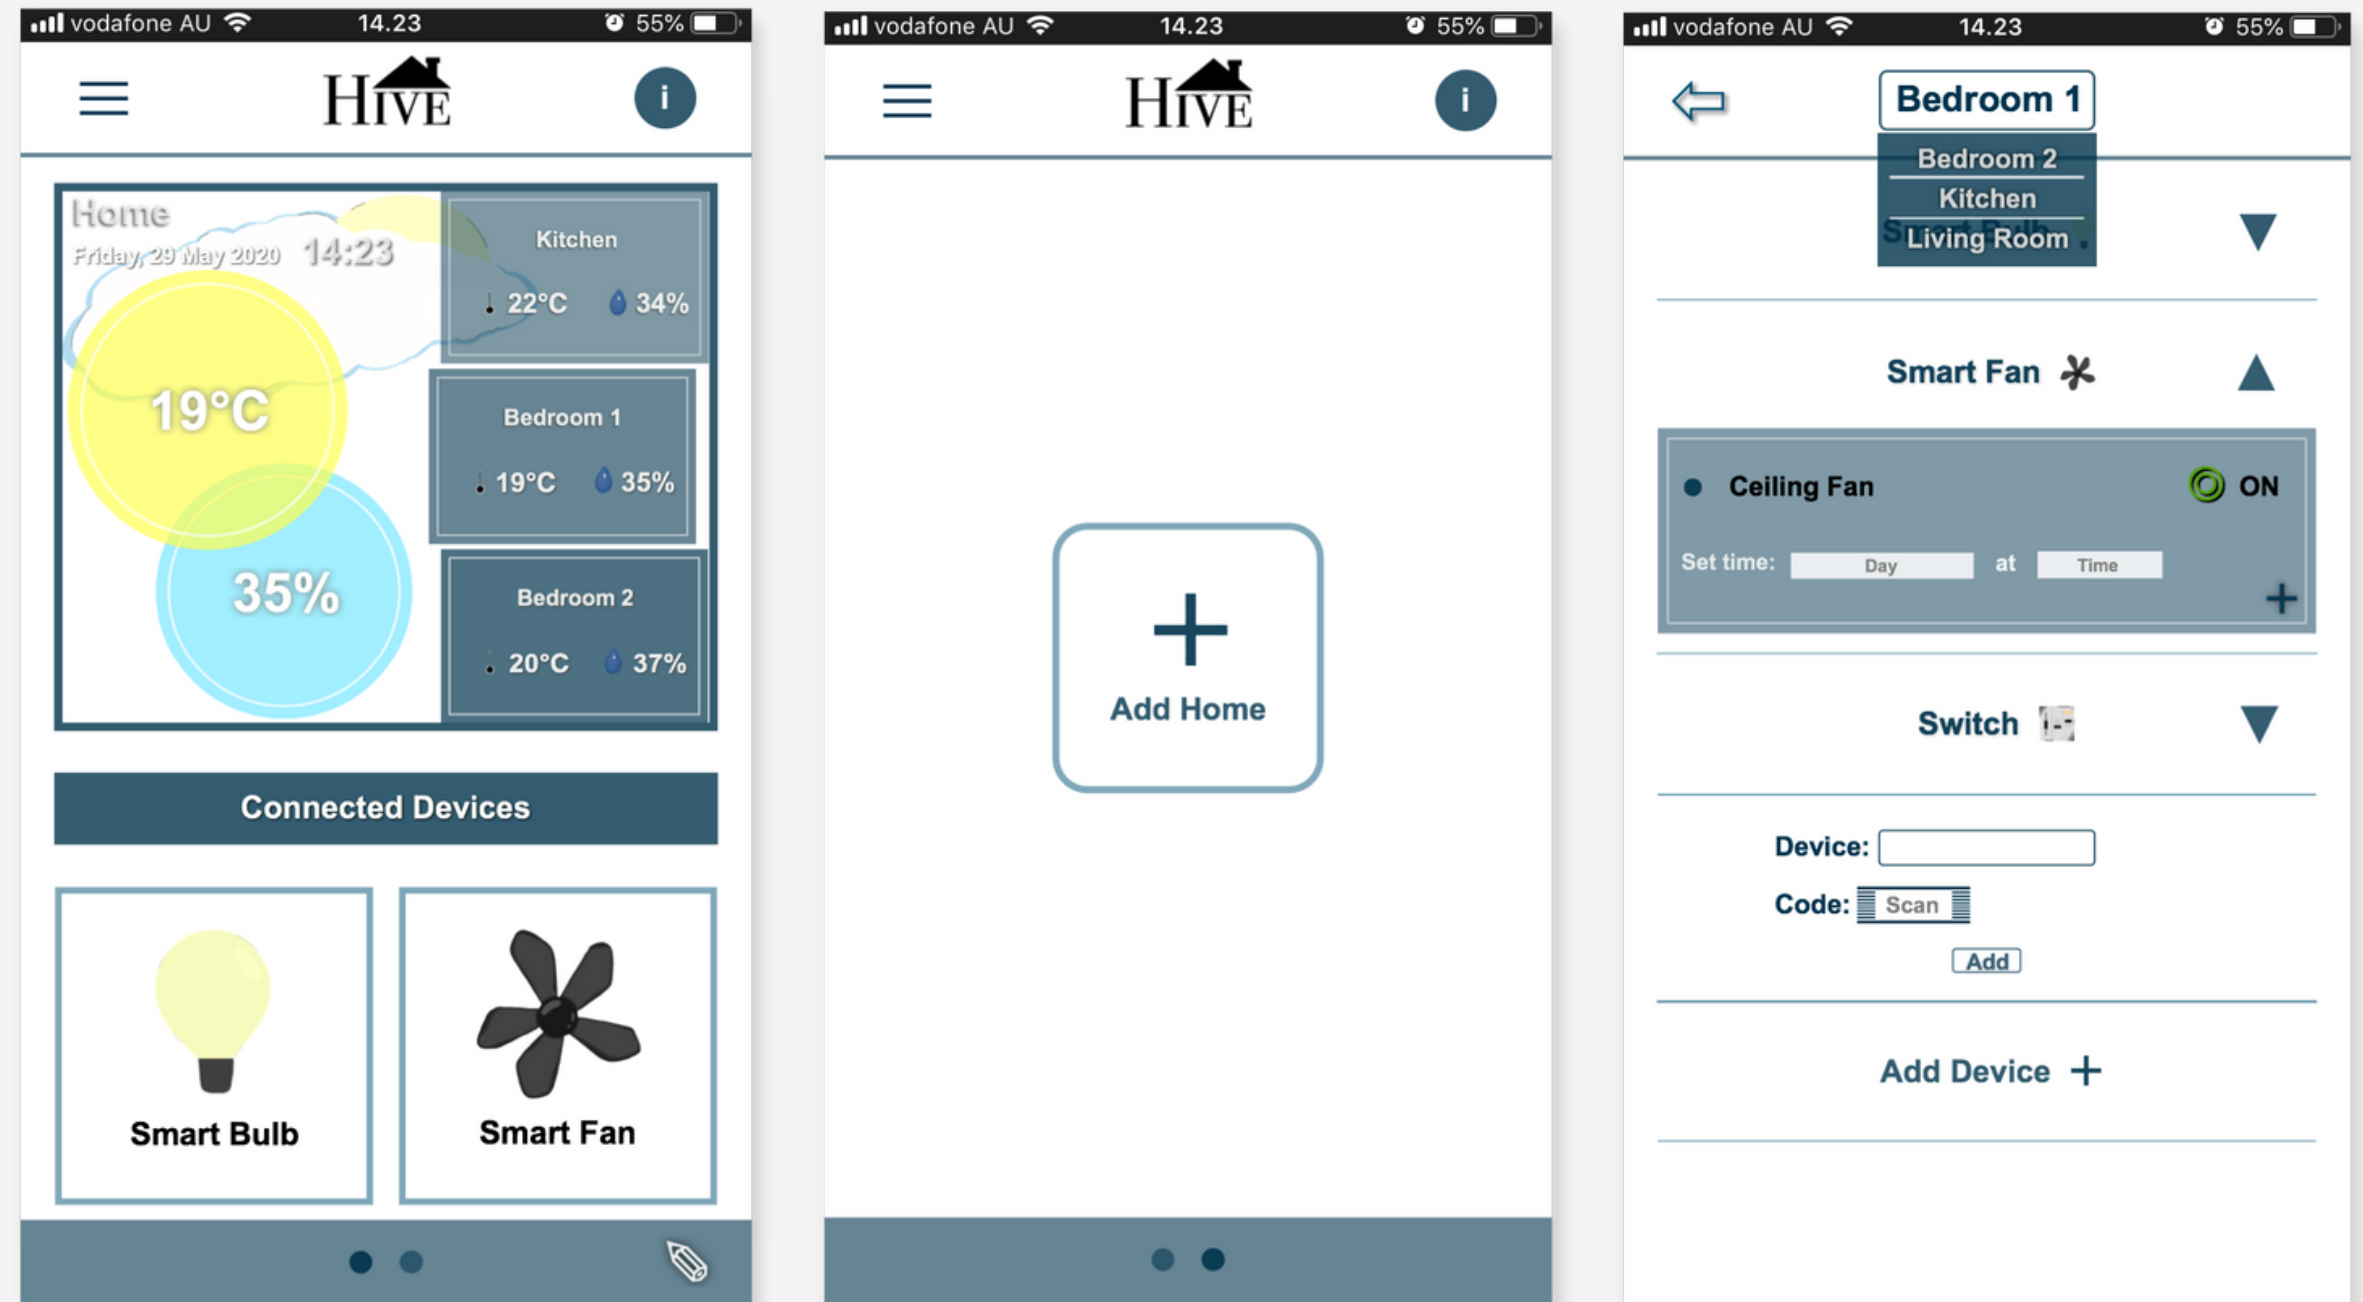 vodafone AU 14.23 55%
HIVE
i
Home
Friday, 29 May 2020 14:23
19°C
35%
Kitchen
22°C 34%
Bedroom 1
19°C 35%
Bedroom 2
20°C 37%
Connected Devices
Smart Bulb
Smart Fan
vodafone AU 14.23 55%
HIVE
i
Add Home
vodafone AU 14.23 55%
Bedroom 1
Bedroom 2
Kitchen
Living Room
Smart Bulb
Smart Fan
Ceiling Fan ON
Set time: Day at Time
+
Switch
Device:
Code: Scan
Add
Add Device +